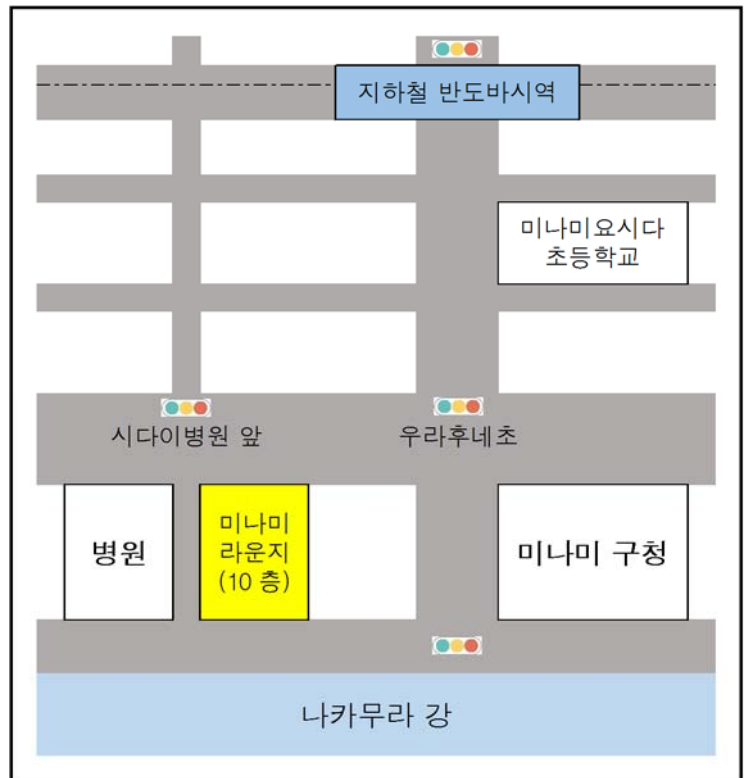 지하철 반도바시역
미나미요시다
초등학교
시다이병원 앞
우라후네초
병원
미나미
라운지
(10 층)
미나미 구청
나카무라 강